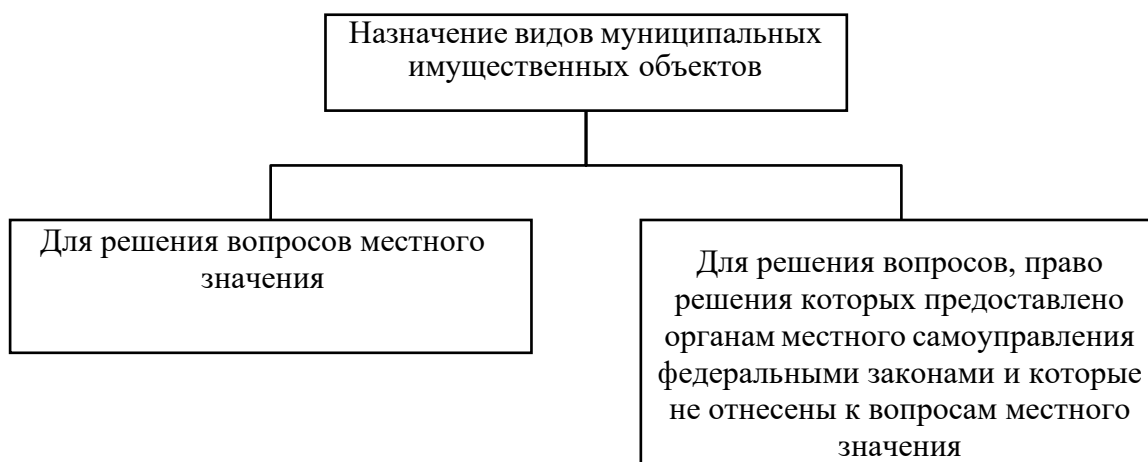 Назначение видов муниципальных
имущественных объектов
Для решения вопросов местного
значения
Для решения вопросов, право
решения которых предоставлено
органам местного самоуправления
федеральными законами и которые
не отнесены к вопросам местного
значения